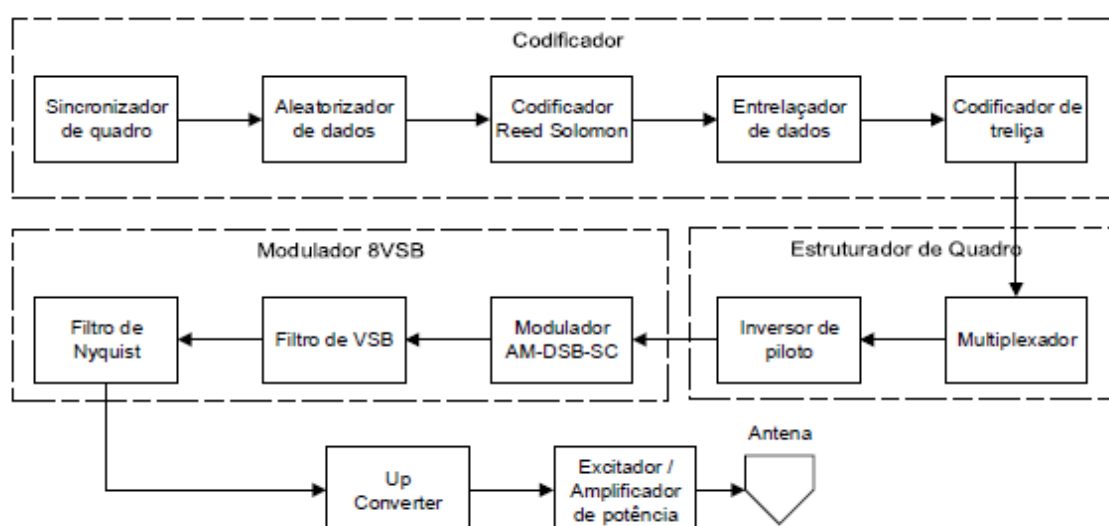 Codificador
Sincronizador
de quadro
Aleatorizador
de dados
Codificador
Reed Solomon
Entrelaçador
de dados
Codificador de
treliça
Modulador 8VSB
Estruturador de Quadro
Filtro de
Nyquist
Filtro de VSB
Modulador
AM-DSB-SC
Inversor de
piloto
Multiplexador
Up
Converter
Excitador /
Amplificador
de potência
Antena